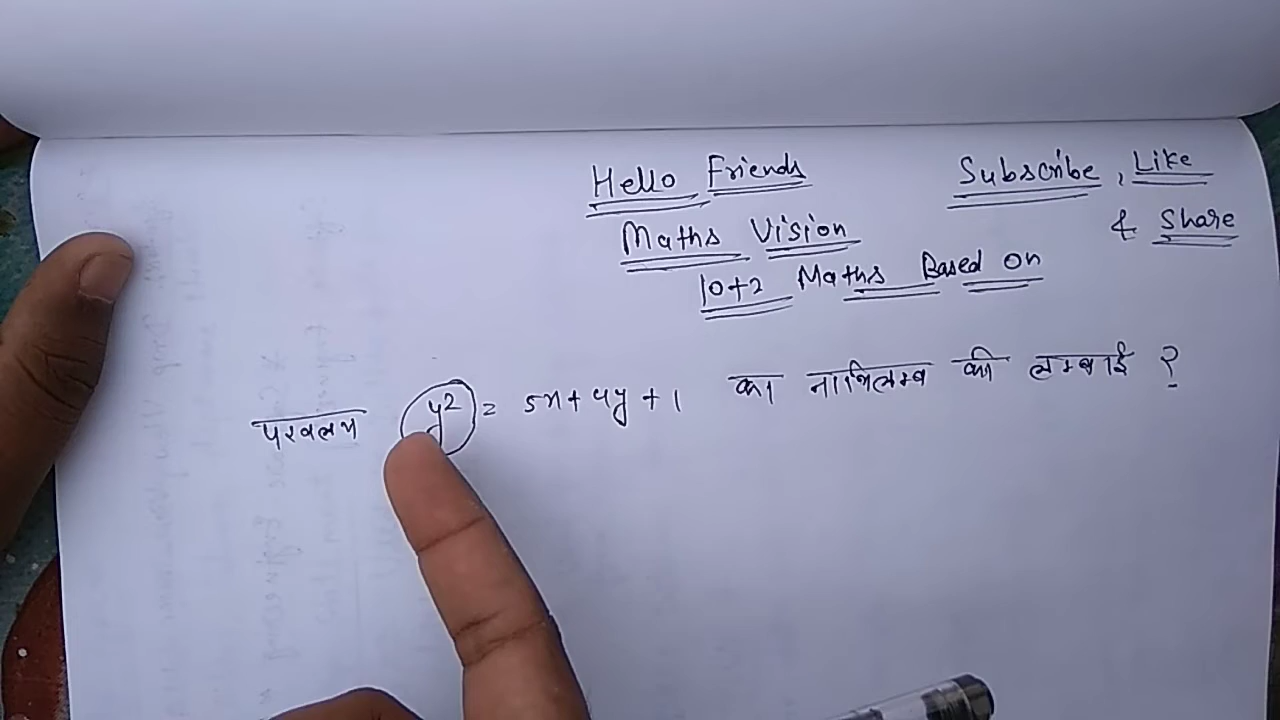 Hello Friends
Subscribe, Like
& Share
Maths Vision
10+2 Maths Based on
परवलय y² = 5x + 4y + 1 का नाभिलम्ब की लम्बाई ?